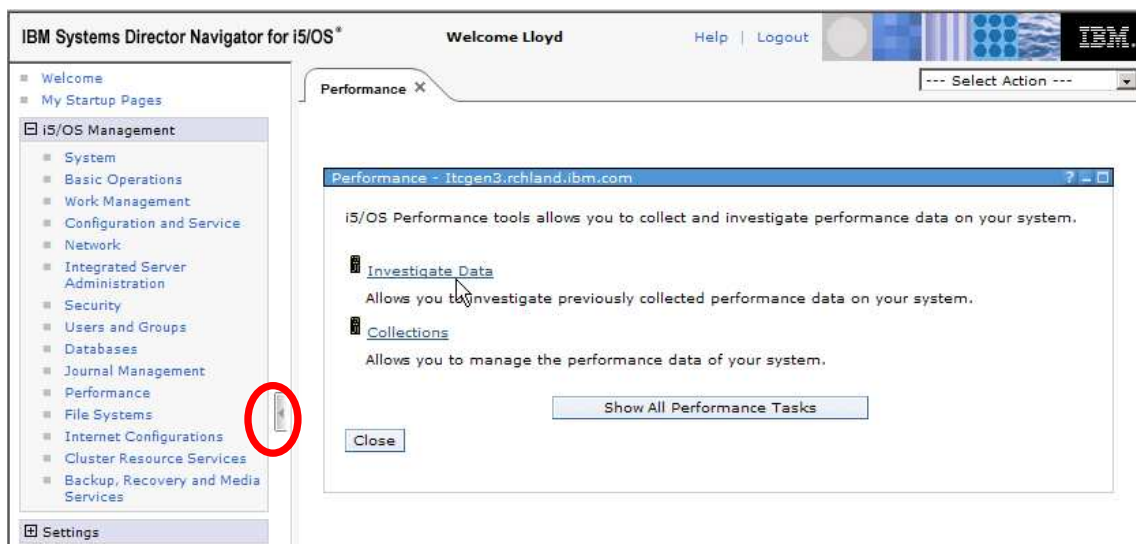 IBM Systems Director Navigator for i5/OS®
Welcome Lloyd
Help | Logout
IBM.
Welcome
My Startup Pages
i5/OS Management
System
Basic Operations
Work Management
Configuration and Service
Network
Integrated Server
Administration
Security
Users and Groups
Databases
Journal Management
Performance
File Systems
Internet Configurations
Cluster Resource Services
Backup, Recovery and Media
Services
Settings
Performance X
--- Select Action ---
Performance - Itcgen3.rchland.ibm.com
i5/OS Performance tools allows you to collect and investigate performance data on your system.
Investigate Data
Allows you to investigate previously collected performance data on your system.
Collections
Allows you to manage the performance data of your system.
Show All Performance Tasks
Close